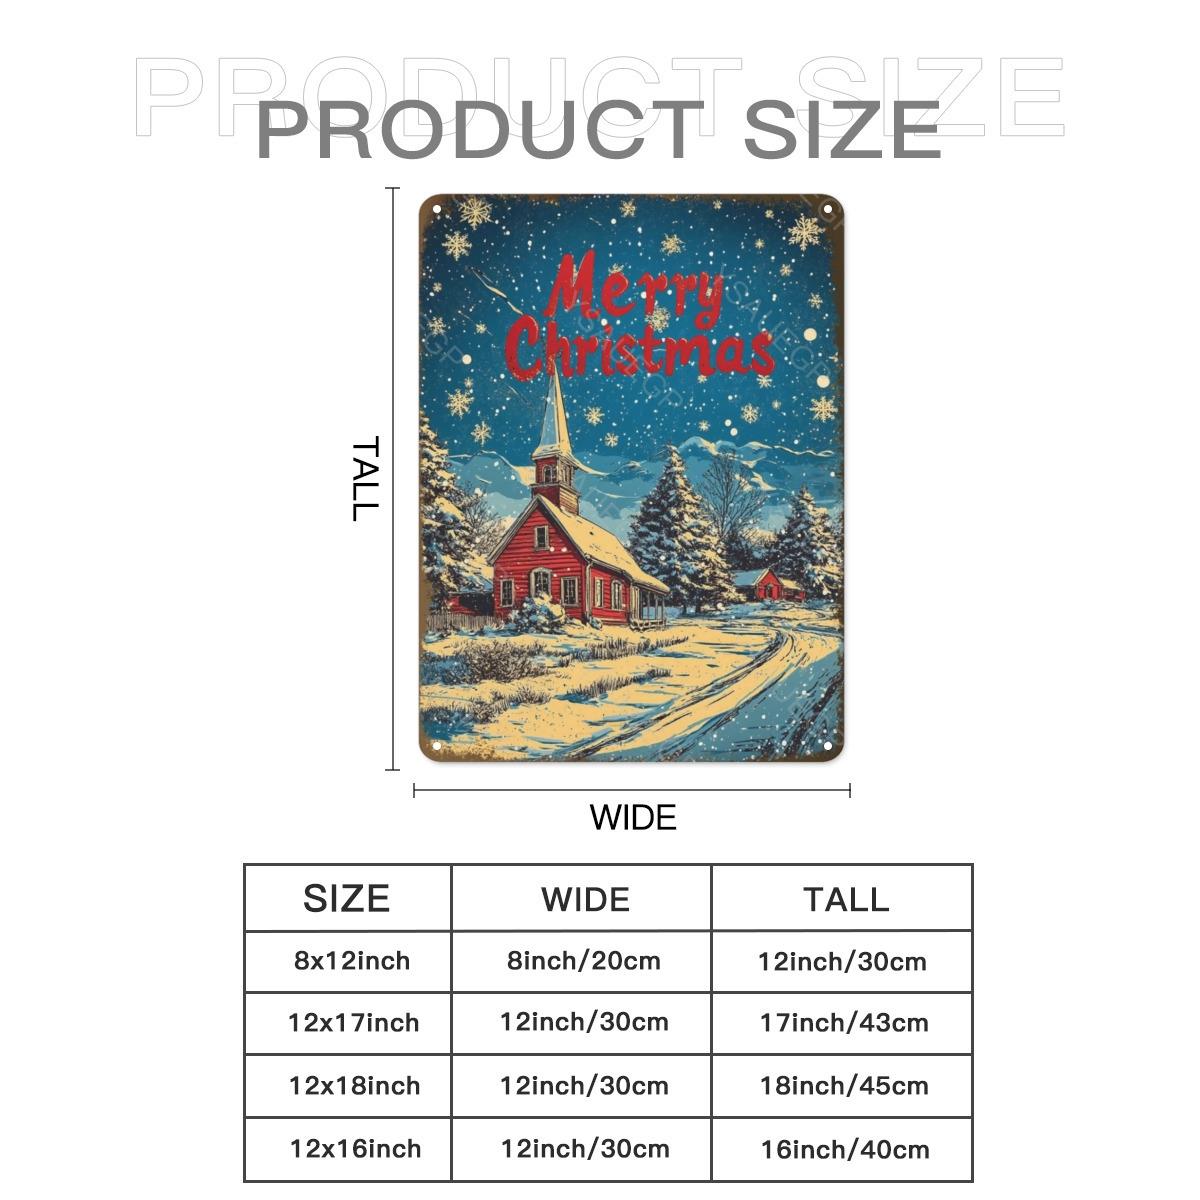 PRODUCT SIZE
PRODUCT SIZE
Merry
Christmas
TALL
WIDE
SIZE WIDE TALL
8x12inch 8inch/20cm 12inch/30cm
12x17inch 12inch/30cm 17inch/43cm
12x18inch 12inch/30cm 18inch/45cm
12x16inch 12inch/30cm 16inch/40cm